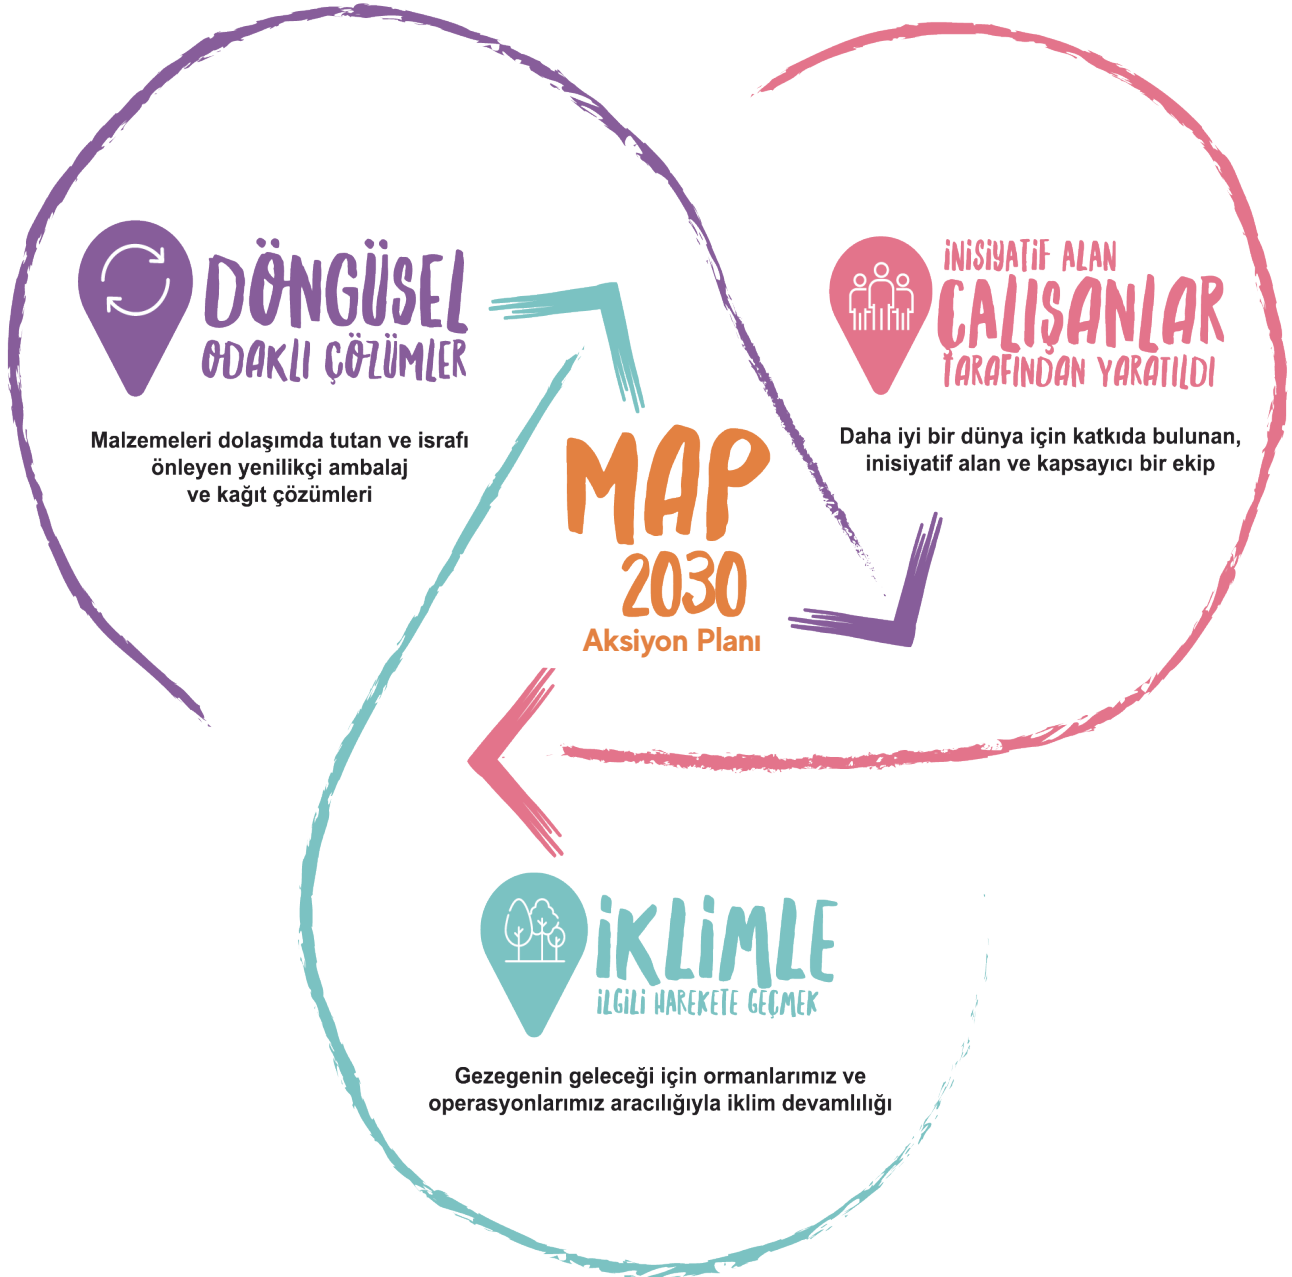 DÖNGÜSEL
ODAKLI ÇÖZÜMLER
Malzemeleri dolaşımda tutan ve israfı
önleyen yenilikçi ambalaj
ve kağıt çözümleri
İNİSİYATİF ALAN
ÇALIŞANLAR
TARAFINDAN YARATILDI
Daha iyi bir dünya için katkıda bulunan,
inisiyatif alan ve kapsayıcı bir ekip
MAP
2030
Aksiyon Planı
İKLİMLE
İLGİLİ HAREKETE GEÇMEK
Gezegenin geleceği için ormanlarımız ve
operasyonlarımız aracılığıyla iklim devamlılığı